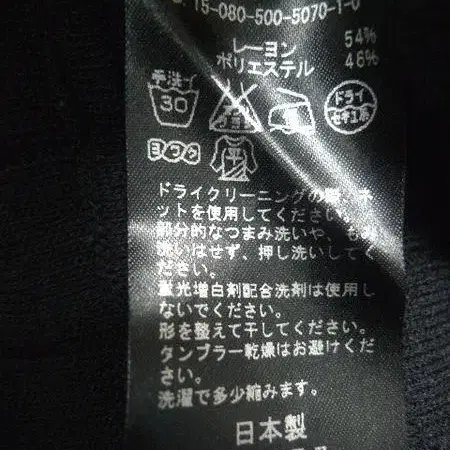 15-080-500-5070-1-0
レーヨン 54%
ポリエステル 46%
手洗イ
30
ドライ
セキユ系
ヨワク
平
ドライクリーニングの際、ネ
ットを使用してください。
部分的なつまみ洗いや、もみ
洗いはせず、押し洗いしてく
ださい。
蛍光増白剤配合洗剤は使用し
ないでください。
形を整えて干してください。
タンブラー乾燥はお避けくだ
さい。
洗濯で多少縮みます。
日本製